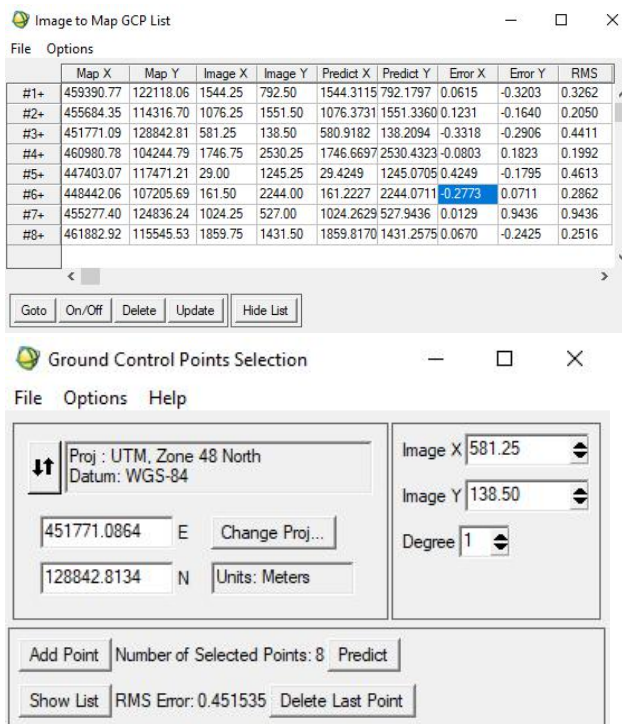 Image to Map GCP List
File Options
Map X Map Y Image X Image Y Predict X Predict Y Error X Error Y RMS
#1+ 459390.77 122118.06 1544.25 792.50 1544.3115 792.1797 0.0615 -0.3203 0.3262
#2+ 455684.35 114316.70 1076.25 1551.50 1076.3731 1551.3360 0.1231 -0.1640 0.2050
#3+ 451771.09 128842.81 581.25 138.50 580.9182 138.2094 -0.3318 -0.2906 0.4411
#4+ 460980.78 104244.79 1746.75 2530.25 1746.6697 2530.4323 -0.0803 0.1823 0.1992
#5+ 447403.07 117471.21 29.00 1245.25 29.4249 1245.0705 0.4249 -0.1795 0.4613
#6+ 448442.06 107205.69 161.50 2244.00 161.2227 2244.0711 -0.2773 0.0711 0.2862
#7+ 455277.40 124836.24 1024.25 527.00 1024.2629 527.9436 0.0129 0.9436 0.9436
#8+ 461882.92 115545.53 1859.75 1431.50 1859.8170 1431.2575 0.0670 -0.2425 0.2516
Goto On/Off Delete Update Hide List
Ground Control Points Selection
File Options Help
Proj : UTM, Zone 48 North
Datum: WGS-84
451771.0864 E Change Proj...
128842.8134 N Units: Meters
Image X 581.25
Image Y 138.50
Degree 1
Add Point Number of Selected Points: 8 Predict
Show List RMS Error: 0.451535 Delete Last Point